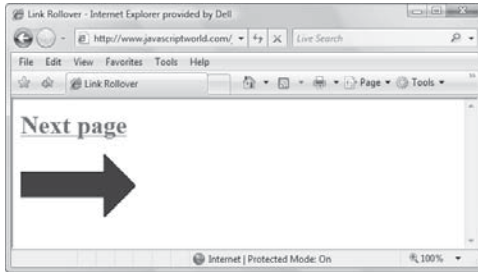 Link Rollover - Internet Explorer provided by Dell
http://www.javascriptworld.com/
Live Search
File Edit View Favorites Tools Help
Link Rollover
Page Tools
Next page
Internet | Protected Mode: On
100%